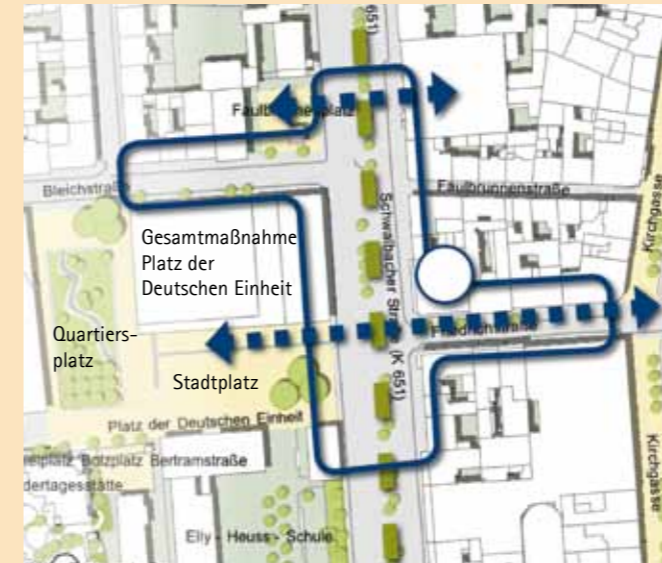 651)
Faulbrunnenplatz
Bleichstraße
Faulbrunnenstraße
Kirchgasse
Schwalbacher Straße (K 651)
Gesamtmaßnahme
Platz der
Deutschen Einheit
Quartiers-
platz
Friedrichstraße
Stadtplatz
Platz der Deutschen Einheit
Bolzplatz Bertramstraße
dertagesstätte
Kirchgasse
Elly - Heuss - Schule